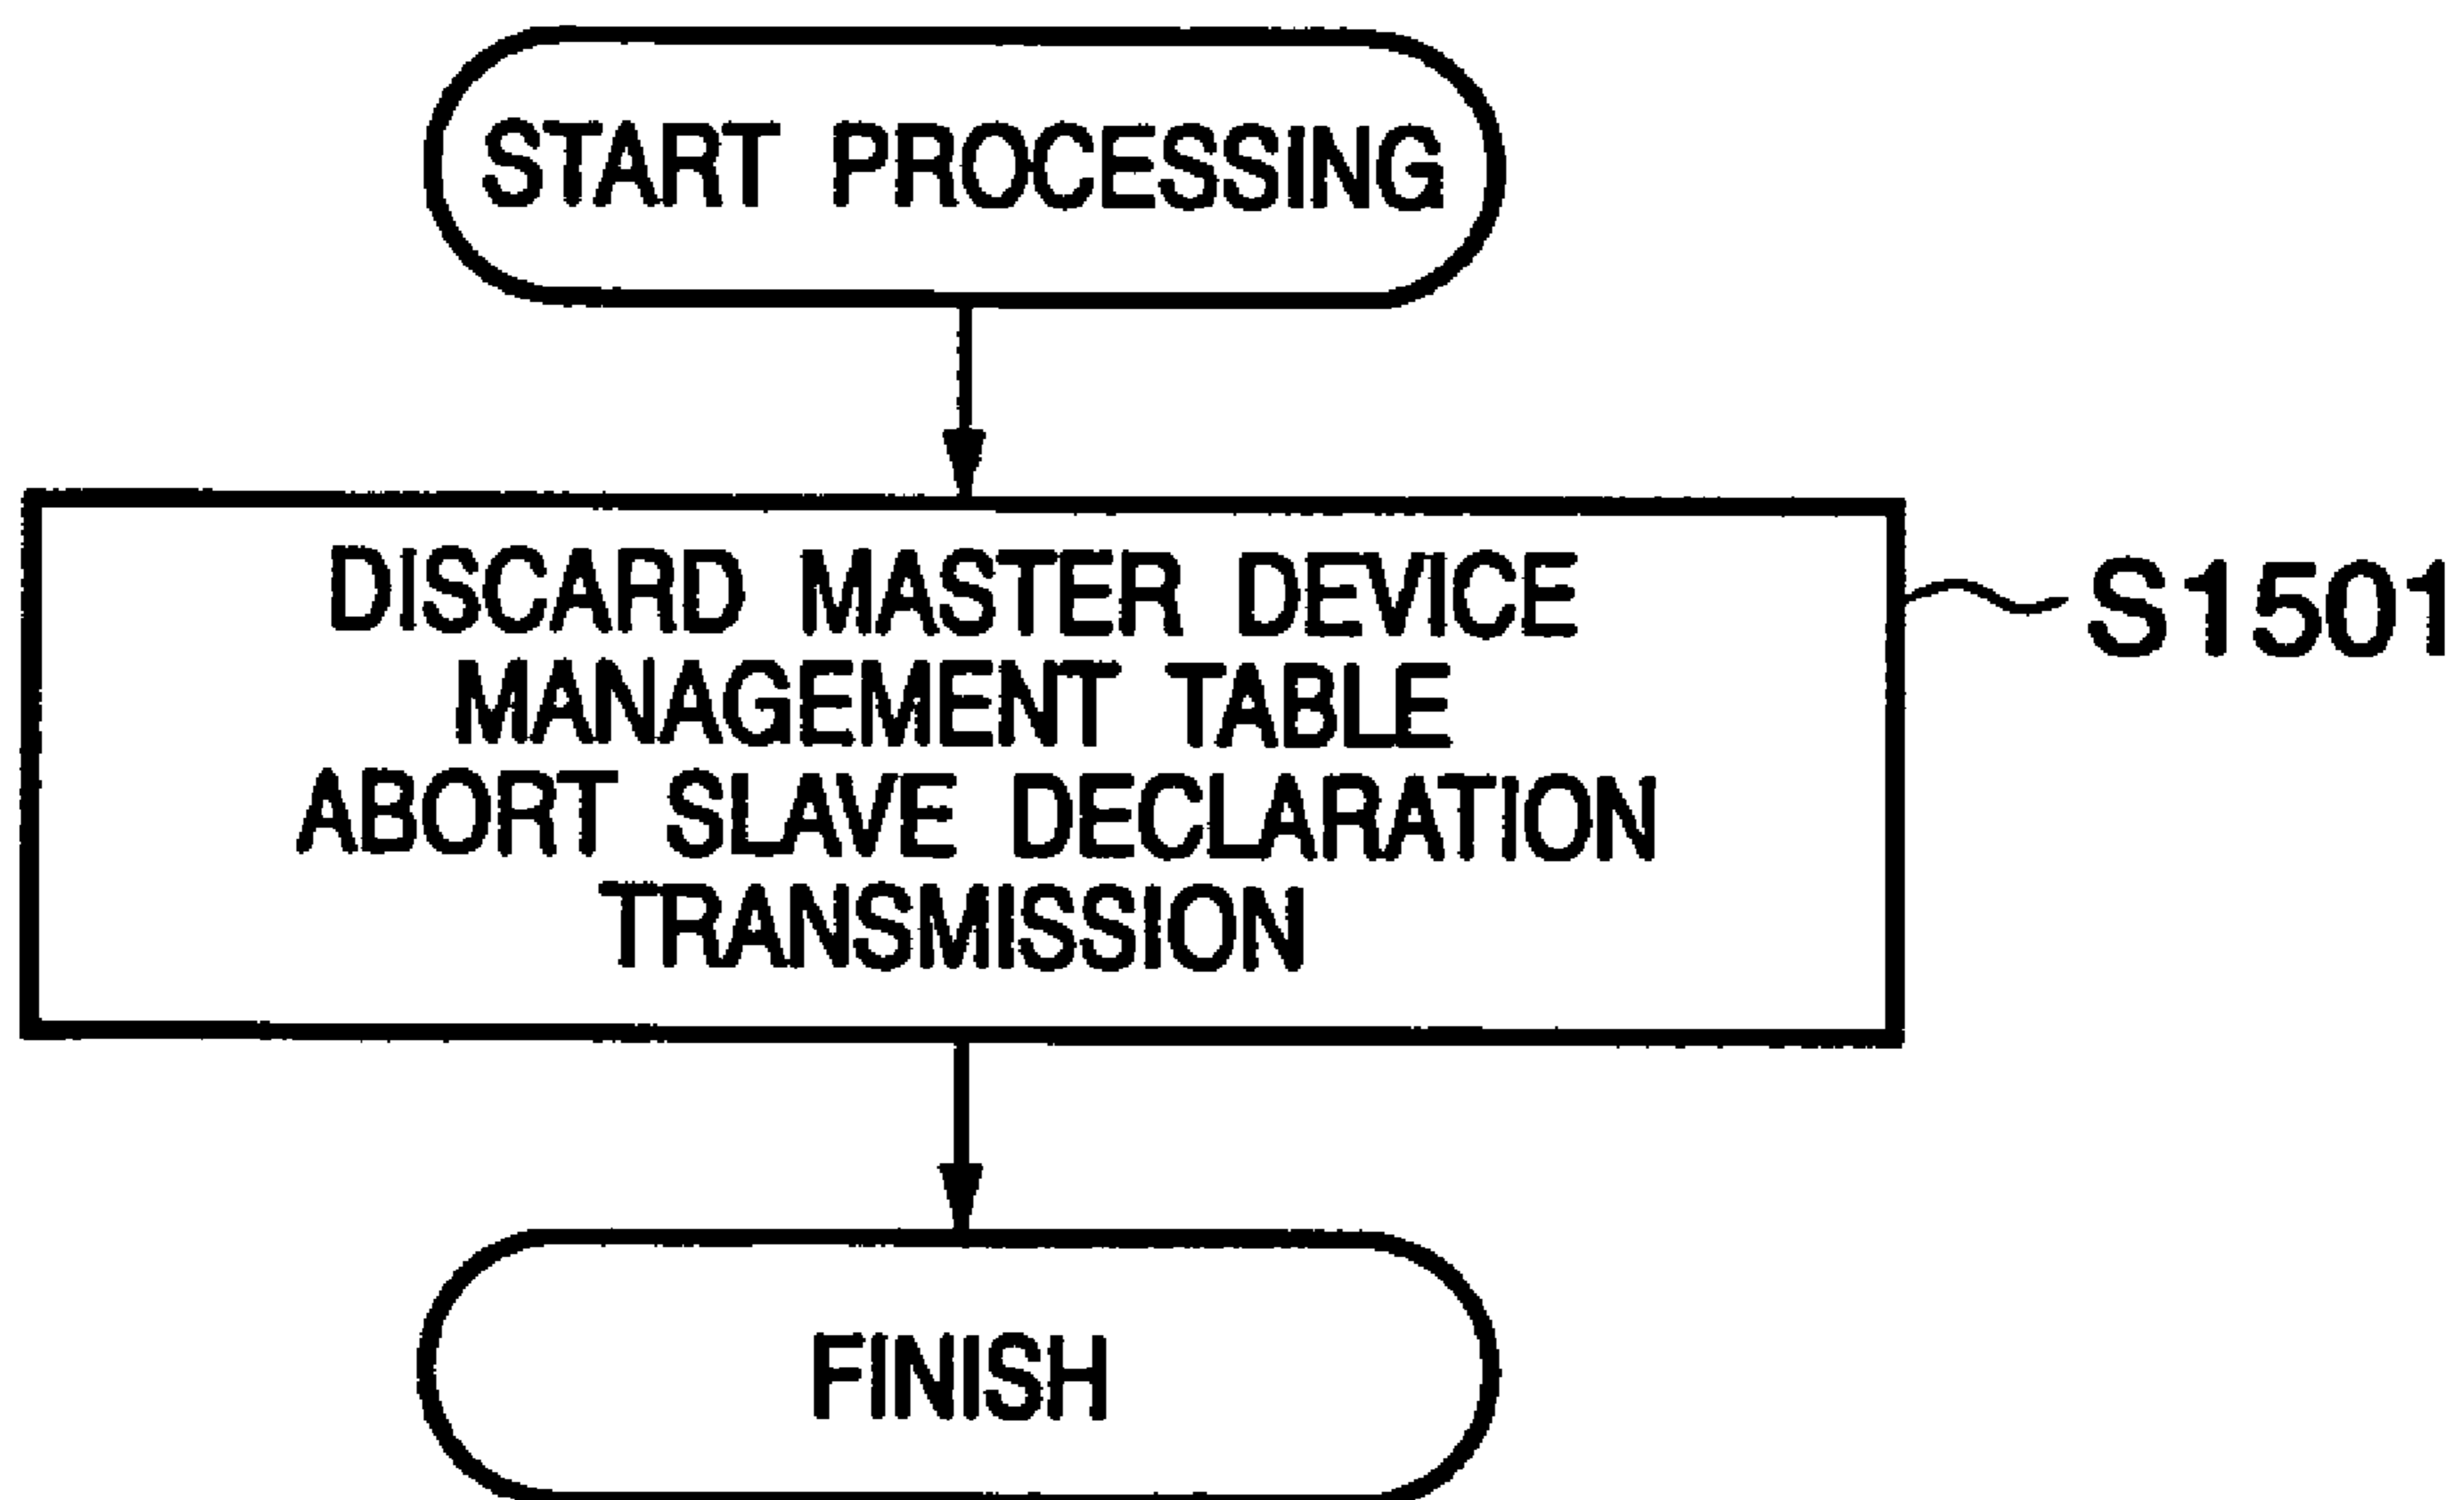 START PROCESSING
DISCARD MASTER DEVICE
MANAGEMENT TABLE
ABORT SLAVE DECLARATION
TRANSMISSION
S1501
FINISH